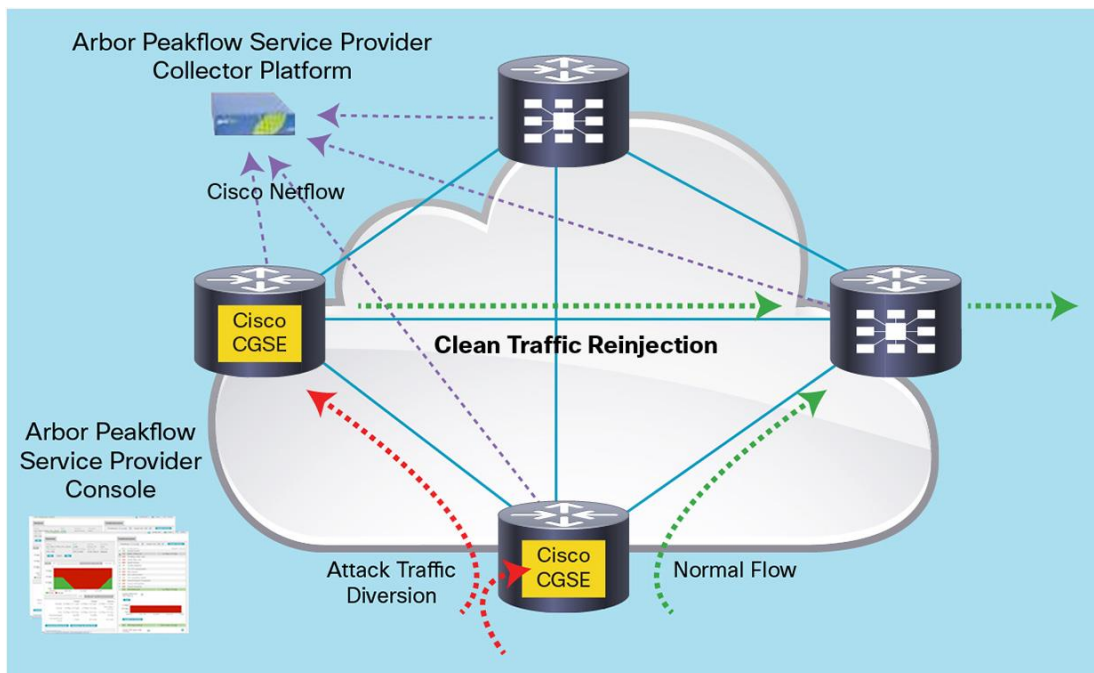 Arbor Peakflow Service Provider
Collector Platform
Cisco Netflow
Cisco
CGSE
Clean Traffic Reinjection
Arbor Peakflow
Service Provider
Console
Attack Traffic
Diversion
Cisco
CGSE
Normal Flow